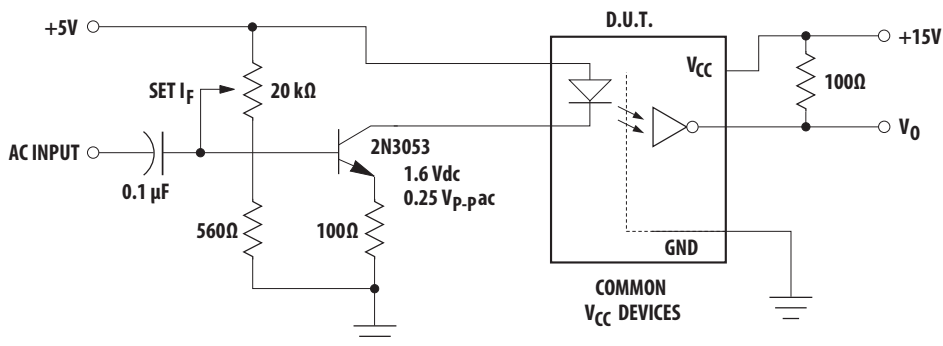 D.U.T.
+5V
+15V
V_CC
SET I_F
20 kΩ
100Ω
AC INPUT
2N3053
V_O
0.1 µF
1.6 Vdc
0.25 V_P-P ac
560Ω
100Ω
GND
COMMON
V_CC DEVICES